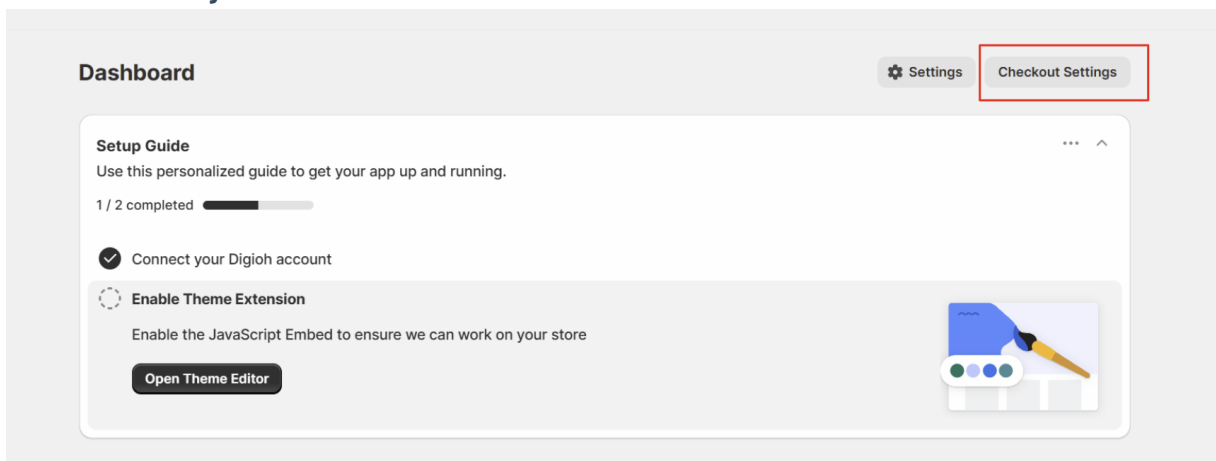 Dashboard
Settings
Checkout Settings
Setup Guide
Use this personalized guide to get your app up and running.
1 / 2 completed
Connect your Digioh account
Enable Theme Extension
Enable the JavaScript Embed to ensure we can work on your store
Open Theme Editor